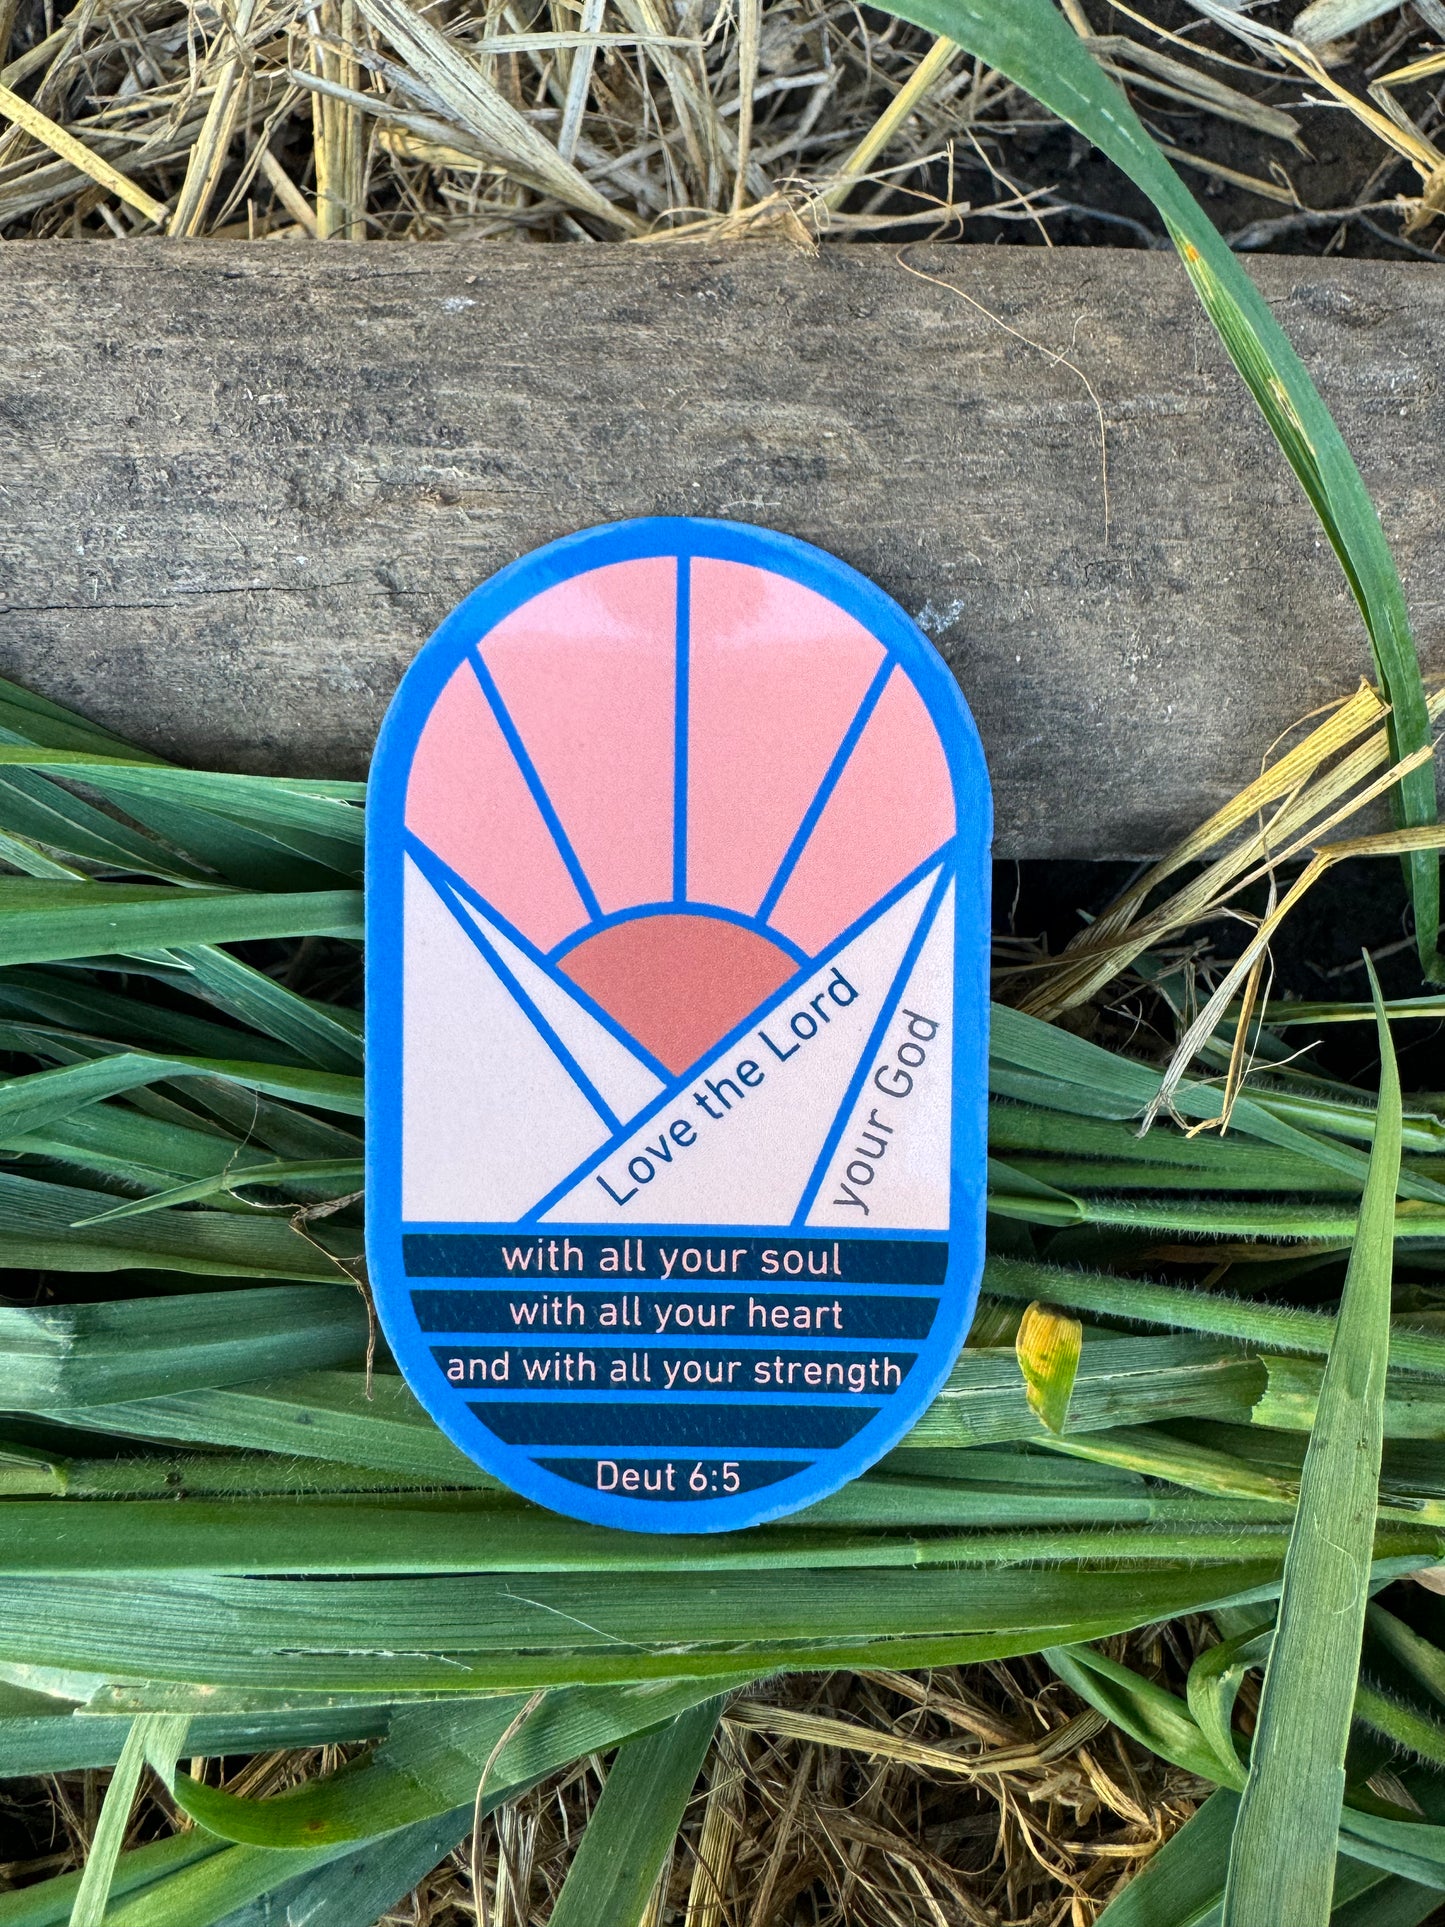 Love the Lord
your God
with all your soul
with all your heart
and with all your strength
Deut 6:5